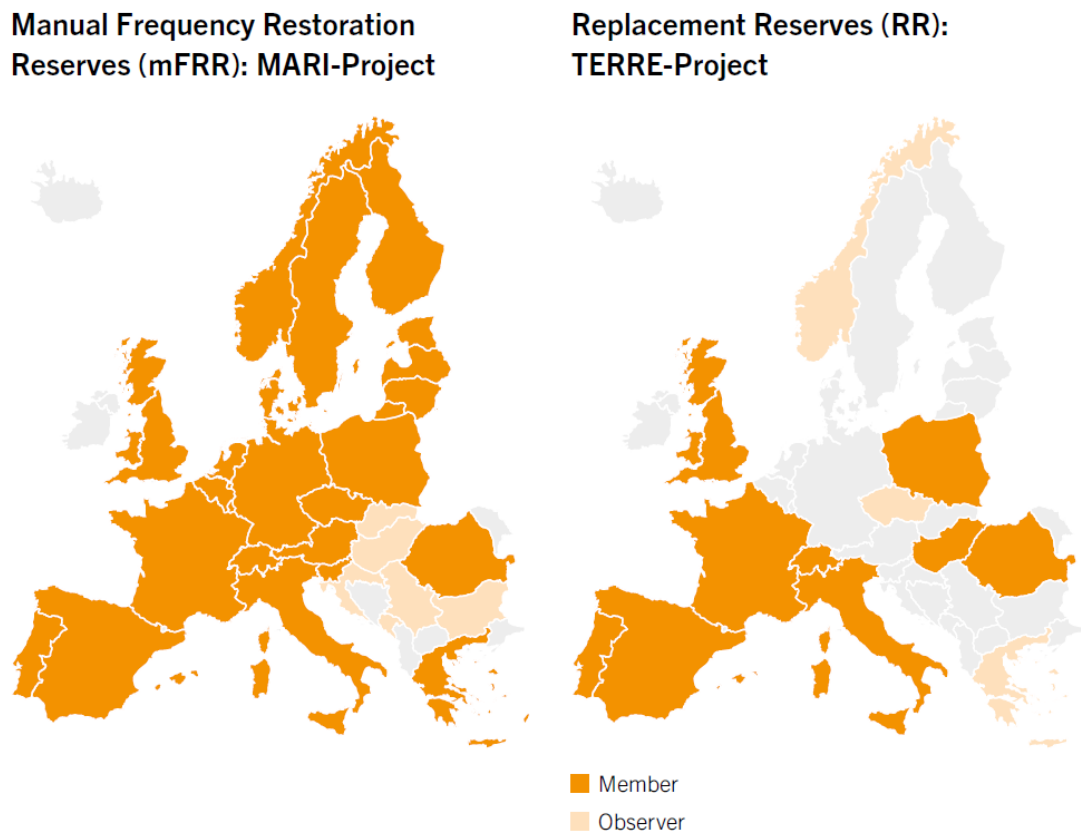 Manual Frequency Restoration
Reserves (mFRR): MARI-Project
Replacement Reserves (RR):
TERRE-Project
Member
Observer